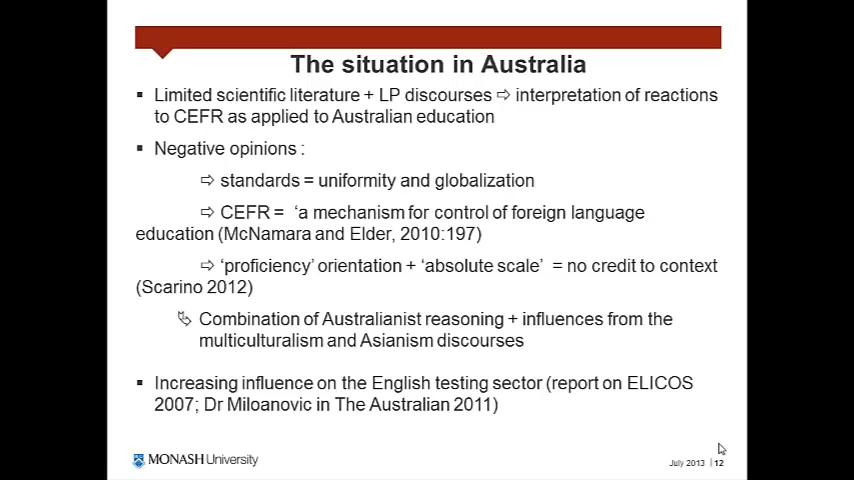 The situation in Australia
▪ Limited scientific literature + LP discourses ⇨ interpretation of reactions
to CEFR as applied to Australian education
▪ Negative opinions :
⇨ standards = uniformity and globalization
⇨ CEFR = ‘a mechanism for control of foreign language
education (McNamara and Elder, 2010:197)
⇨ ‘proficiency’ orientation + ‘absolute scale’ = no credit to context
(Scarino 2012)
Combination of Australianist reasoning + influences from the
multiculturalism and Asianism discourses
▪ Increasing influence on the English testing sector (report on ELICOS
2007; Dr Miloanovic in The Australian 2011)
MONASH University
July 2013 | 12